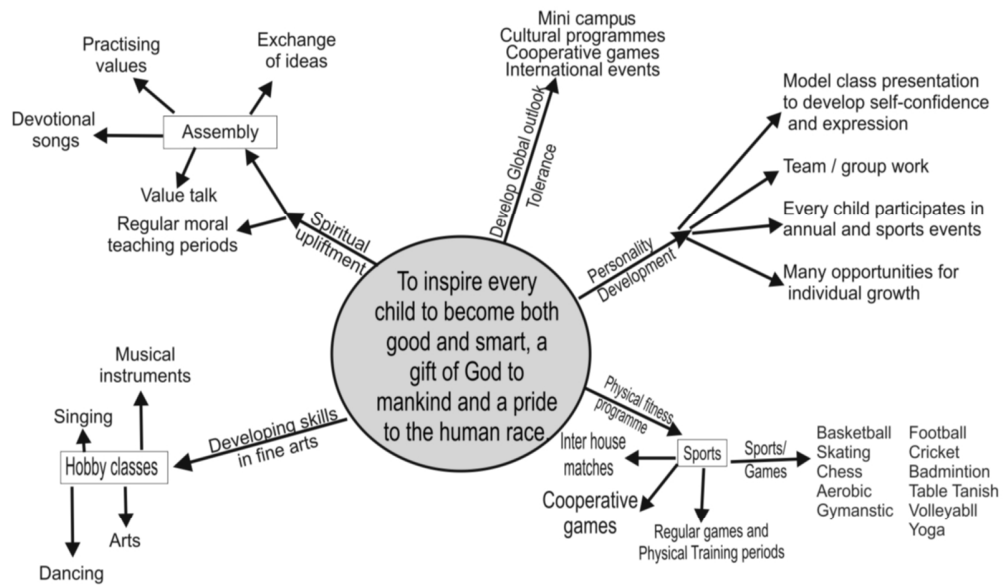 Mini campus
Cultural programmes
Cooperative games
International events
Practising
values
Exchange
of ideas
Devotional
songs
Assembly
Value talk
Regular moral
teaching periods
Spiritual
upliftment
Develop Global outlook
Tolerance
Model class presentation
to develop self-confidence
and expression
Team / group work
Every child participates in
annual and sports events
Many opportunities for
individual growth
Personality
Development
To inspire every
child to become both
good and smart, a
gift of God to
mankind and a pride
to the human race.
Musical
instruments
Singing
Hobby classes
Developing skills
in fine arts
Arts
Dancing
Physical fitness
programme
Inter house
matches
Sports
Sports/
Games
Cooperative
games
Regular games and
Physical Training periods
Basketball
Skating
Chess
Aerobic
Gymanstic
Football
Cricket
Badmintion
Table Tanish
Volleyabll
Yoga